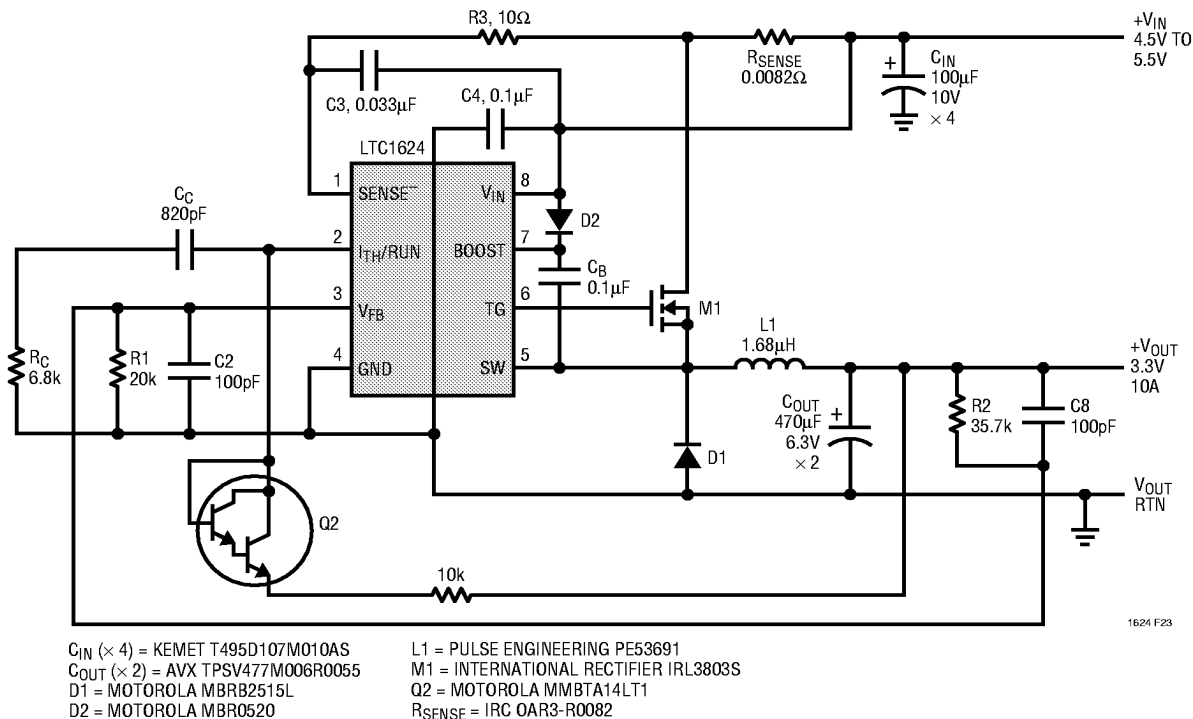 R3, 10Ω
+VIN
4.5V TO
5.5V
RSENSE
0.0082Ω
CIN
100µF
10V
× 4
+
C3, 0.033µF
C4, 0.1µF
LTC1624
1
SENSE–
VIN
8
D2
CC
820pF
2
ITH/RUN
BOOST
7
CB
0.1µF
3
VFB
TG
6
M1
L1
1.68µH
RC
6.8k
R1
20k
C2
100pF
4
GND
SW
5
+VOUT
3.3V
10A
COUT
470µF
6.3V
× 2
+
R2
35.7k
C8
100pF
D1
VOUT
RTN
Q2
10k
1624 F23
CIN (× 4) = KEMET T495D107M010AS
COUT (× 2) = AVX TPSV477M006R0055
D1 = MOTOROLA MBRB2515L
D2 = MOTOROLA MBR0520
L1 = PULSE ENGINEERING PE53691
M1 = INTERNATIONAL RECTIFIER IRL3803S
Q2 = MOTOROLA MMBTA14LT1
RSENSE = IRC OAR3-R0082